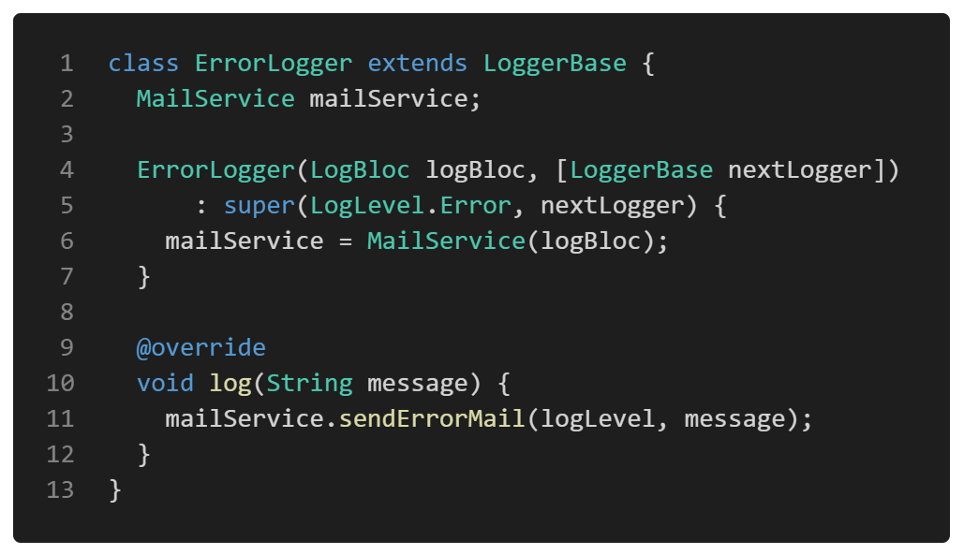 1 class ErrorLogger extends LoggerBase {
2   MailService mailService;
3
4   ErrorLogger(LogBloc logBloc, [LoggerBase nextLogger])
5       : super(LogLevel.Error, nextLogger) {
6     mailService = MailService(logBloc);
7   }
8
9   @override
10   void log(String message) {
11     mailService.sendErrorMail(logLevel, message);
12   }
13 }